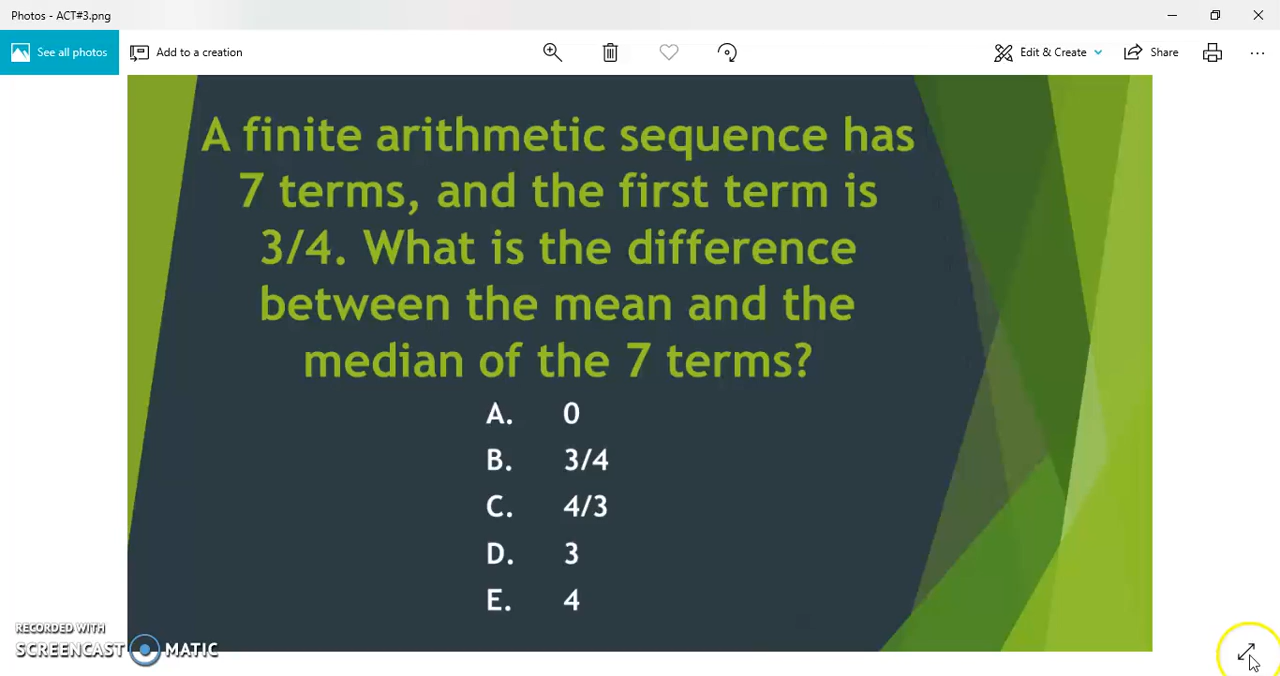 Photos - ACT#3.png
See all photos
Add to a creation
Edit & Create
Share
A finite arithmetic sequence has
7 terms, and the first term is
3/4. What is the difference
between the mean and the
median of the 7 terms?
A. 0
B. 3/4
C. 4/3
D. 3
E. 4
RECORDED WITH
SCREENCAST MATIC